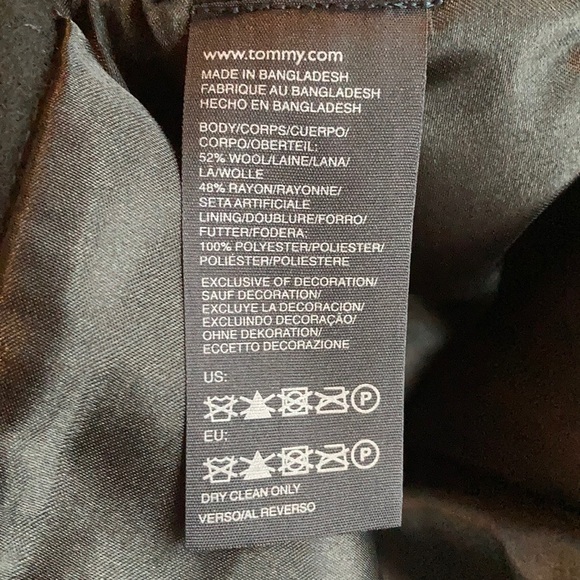 www.tommy.com
MADE IN BANGLADESH
FABRIQUE AU BANGLADESH
HECHO EN BANGLADESH
BODY/CORPS/CUERPO/
CORPO/OBERTEIL:
52% WOOL/LAINE/LANA/
LA/WOLLE
48% RAYON/RAYONNE/
SETA ARTIFICIALE
LINING/DOUBLURE/FORRO/
FUTTER/FODERA:
100% POLYESTER/POLIESTER/
POLIÉSTER/POLIESTERE
EXCLUSIVE OF DECORATION/
SAUF DECORATION/
EXCLUYE LA DECORACION/
EXCLUINDO DECORAÇÃO/
OHNE DEKORATION/
ECCETTO DECORAZIONE
US:
P
EU:
P
DRY CLEAN ONLY
VERSO/AL REVERSO